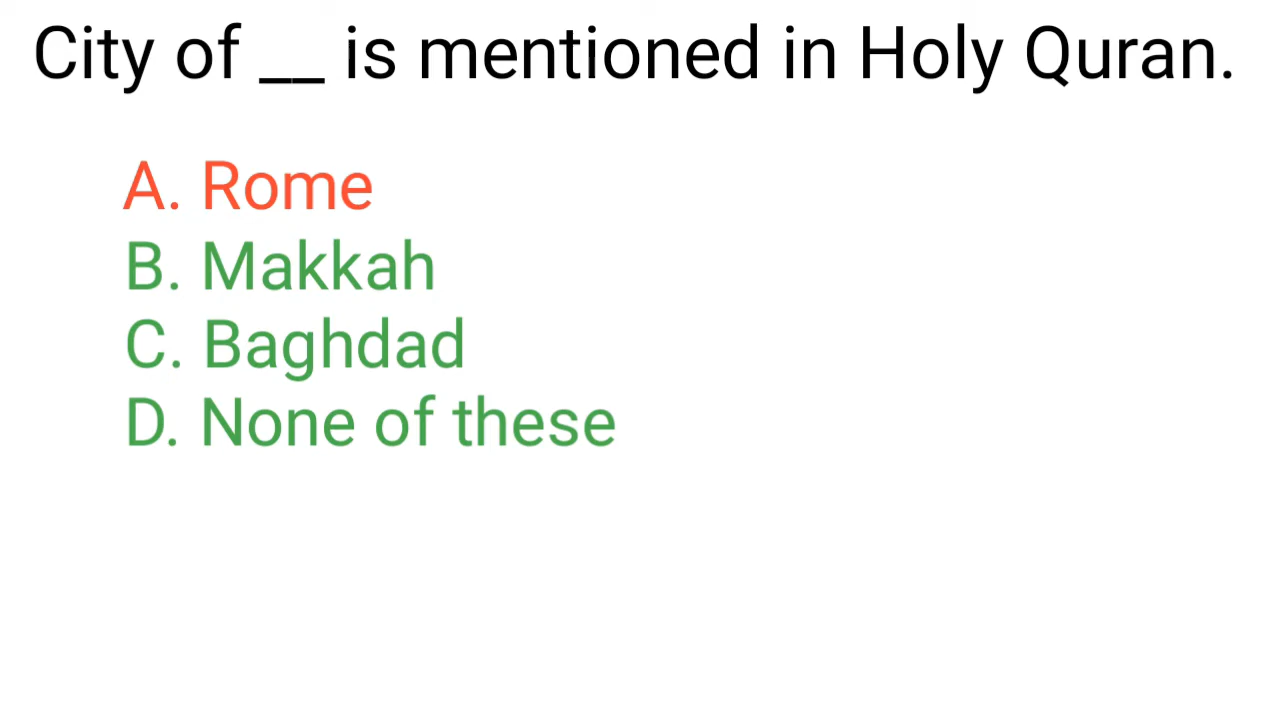 City of __ is mentioned in Holy Quran.
A. Rome
B. Makkah
C. Baghdad
D. None of these